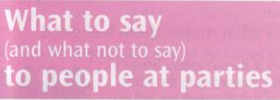 What to say
(and what not to say)
to people at parties